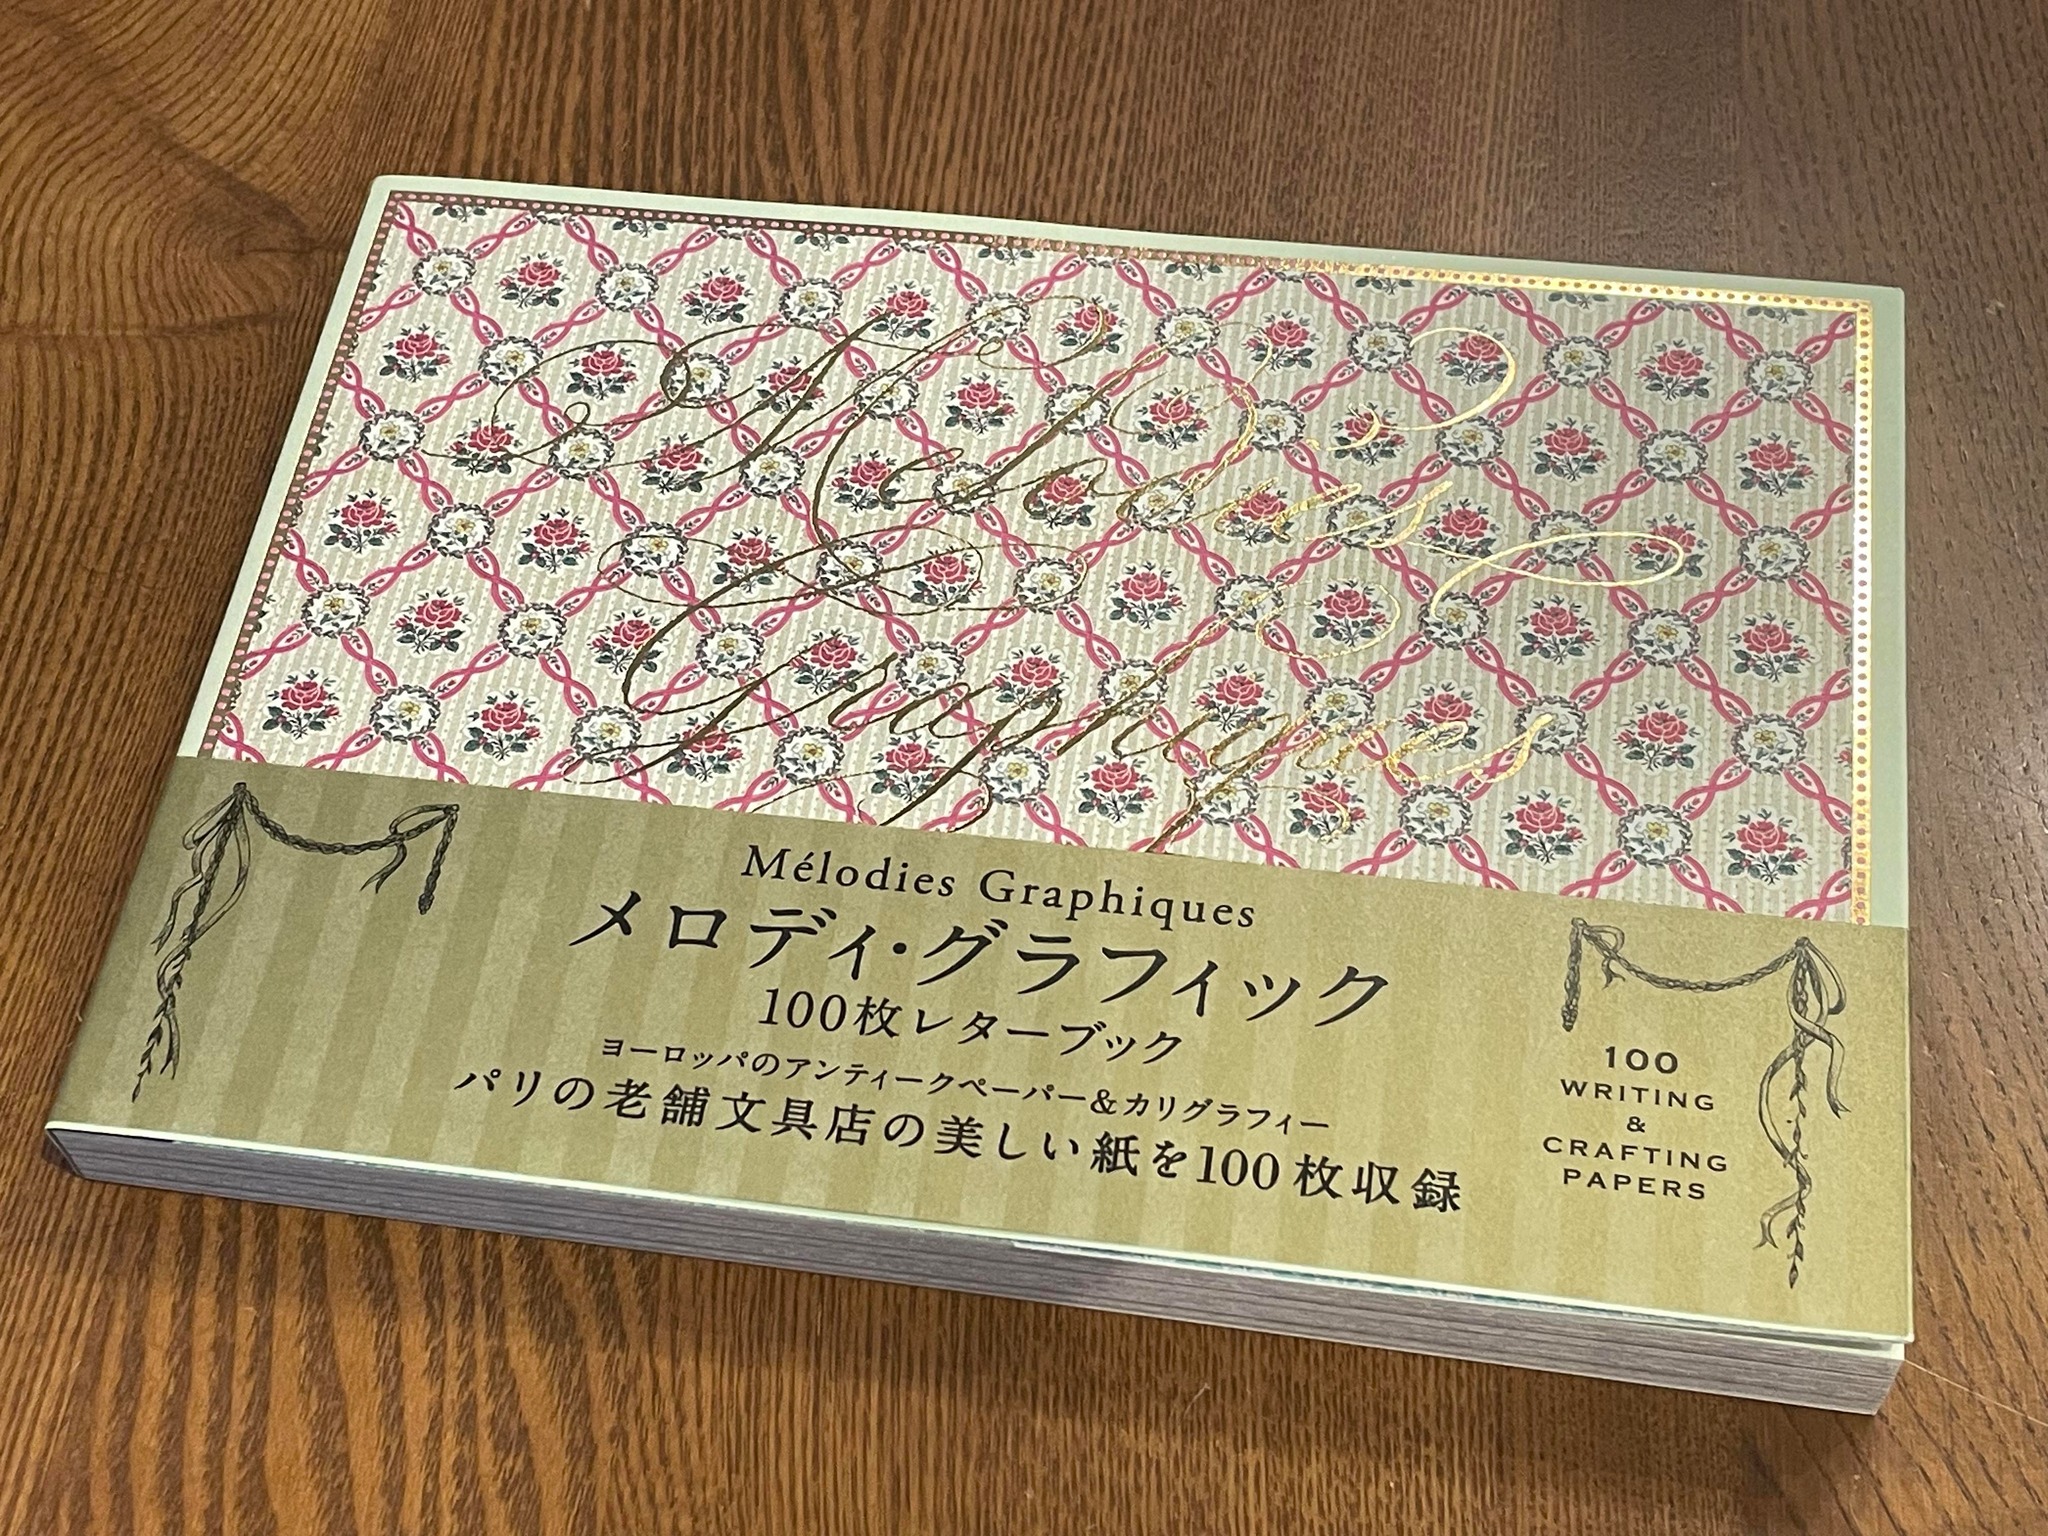 Mélodies
Graphiques
Mélodies Graphiques
メロディ・グラフィック
100枚レターブック
ヨーロッパのアンティークペーパー&カリグラフィー
パリの老舗文具店の美しい紙を100枚収録
100
WRITING
&
CRAFTING
PAPERS